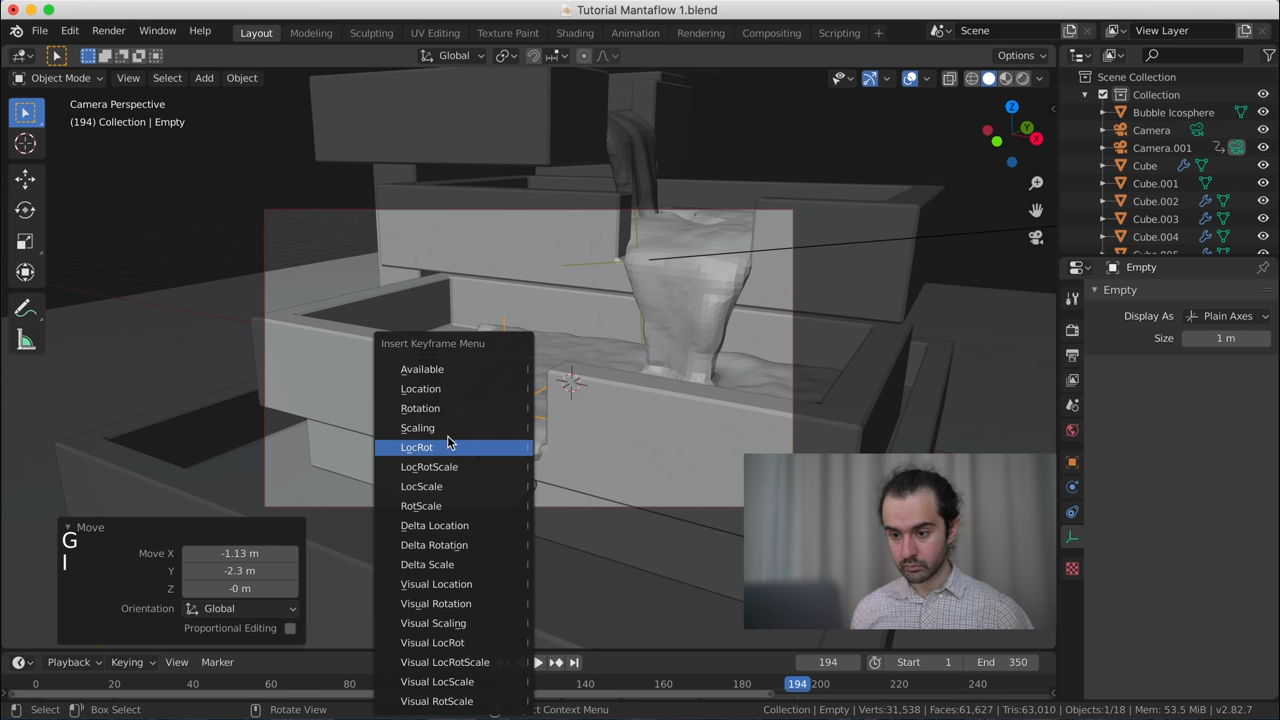 Tutorial Mantaflow 1.blend
File Edit Render Window Help
Layout Modeling Sculpting UV Editing Texture Paint Shading Animation Rendering Compositing Scripting +
Scene
View Layer
Global
Options
Object Mode View Select Add Object
Camera Perspective
(194) Collection | Empty
Z
Y
X
Scene Collection
Collection
Bubble Icosphere
Camera
Camera.001
Cube
Cube.001
Cube.002
Cube.003
Cube.004
Empty
Empty
Display As Plain Axes
Size 1 m
Insert Keyframe Menu
Available I
Location I
Rotation I
Scaling I
LocRot I
LocRotScale I
LocScale I
RotScale I
Delta Location I
Delta Rotation I
Delta Scale I
Visual Location I
Visual Rotation I
Visual Scaling I
Visual LocRot I
Visual LocRotScale I
Visual LocScale I
Visual RotScale I
Move
G
I
Move X -1.13 m
Y -2.3 m
Z -0 m
Orientation Global
Proportional Editing
Playback Keying View Marker
194
Start 1
End 350
0 20 40 60 80 140 160 180 194 200 220 240
Select
Box Select
Rotate View
Context Menu
Collection | Empty | Verts:31,538 | Faces:61,627 | Tris:63,010 | Objects:1/18 | Mem: 53.5 MiB | v2.82.7